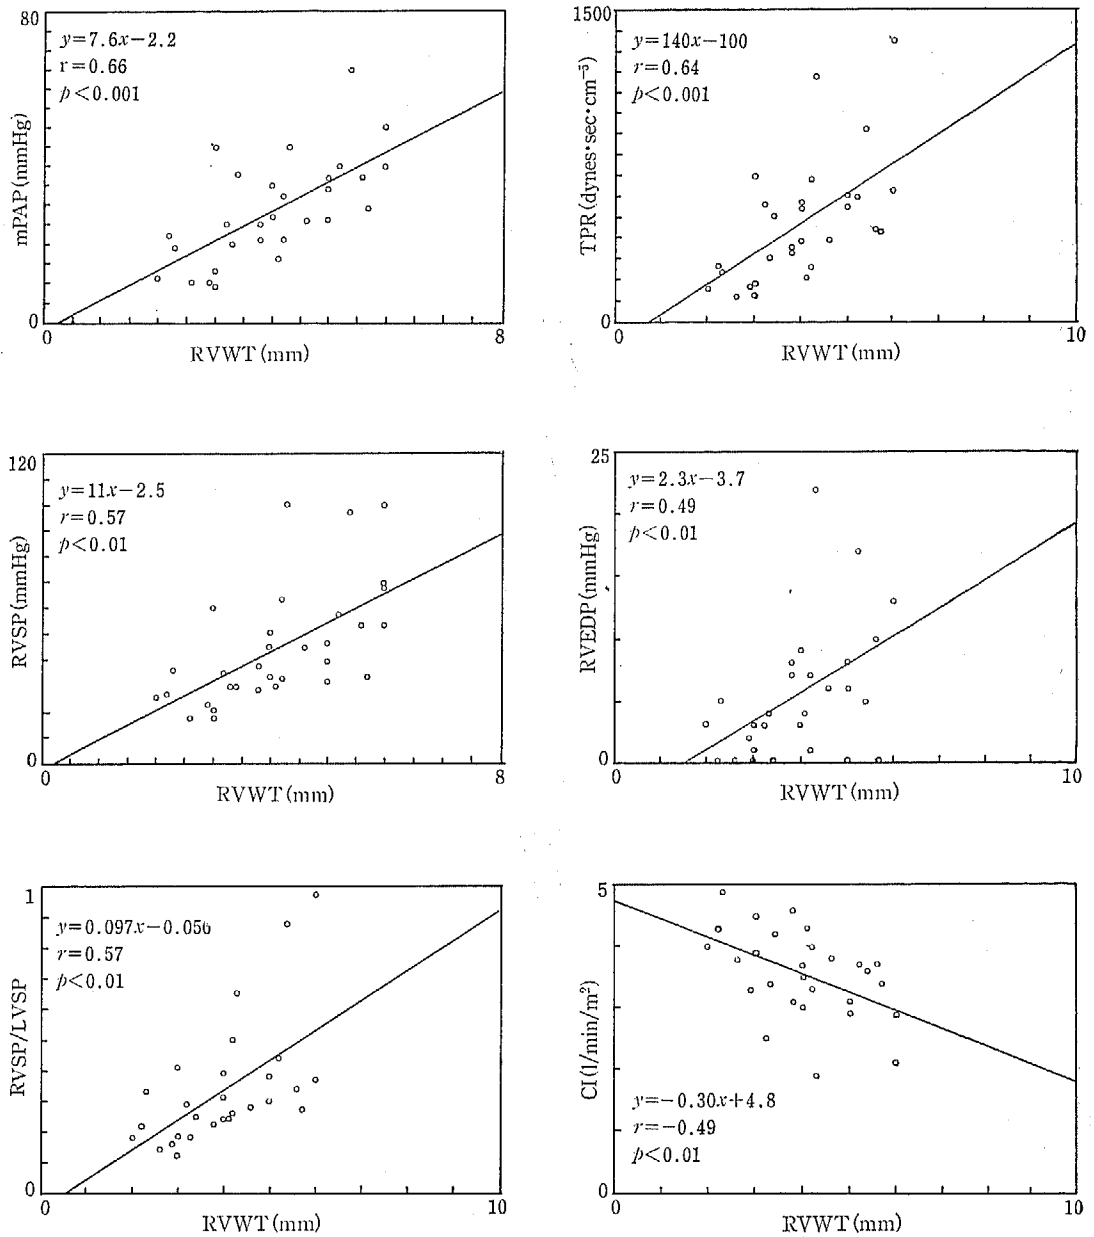 80
y=7.6x−2.2
r=0.66
p<0.001
mPAP (mmHg)
0
0
8
RVWT (mm)
1500
y=140x−100
r=0.64
p<0.001
TPR (dynes·sec·cm⁻⁵)
0
0
10
RVWT (mm)
120
y=11x−2.5
r=0.57
p<0.01
RVSP (mmHg)
0
0
8
RVWT (mm)
25
y=2.3x−3.7
r=0.49
p<0.01
RVEDP (mmHg)
0
0
10
RVWT (mm)
1
y=0.097x−0.056
r=0.57
p<0.01
RVSP/LVSP
0
0
10
RVWT (mm)
5
CI (l/min/m²)
y=−0.30x+4.8
r=−0.49
p<0.01
0
0
10
RVWT (mm)